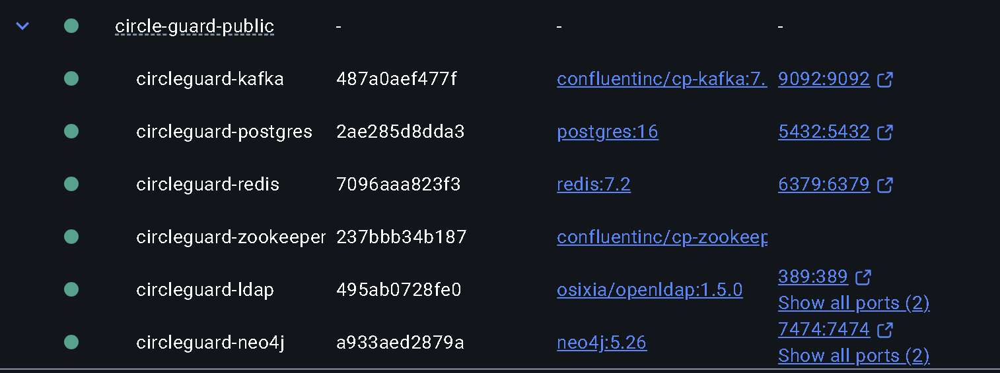 circle-guard-public - - -
circleguard-kafka 487a0aef477f confluentinc/cp-kafka:7. 9092:9092
circleguard-postgres 2ae285d8dda3 postgres:16 5432:5432
circleguard-redis 7096aaa823f3 redis:7.2 6379:6379
circleguard-zookeeper 237bbb34b187 confluentinc/cp-zookeep
circleguard-ldap 495ab0728fe0 osixia/openldap:1.5.0 389:389
Show all ports (2)
circleguard-neo4j a933aed2879a neo4j:5.26 7474:7474
Show all ports (2)